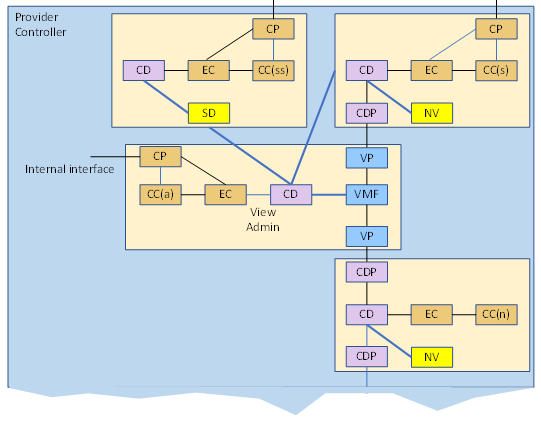 Provider
Controller
CP
CD
EC
CC(ss)
SD
CP
CD
EC
CC(s)
CDP
NV
Internal interface
CP
CC(a)
EC
CD
View
Admin
VP
VMF
VP
CDP
CD
EC
CC(n)
CDP
NV